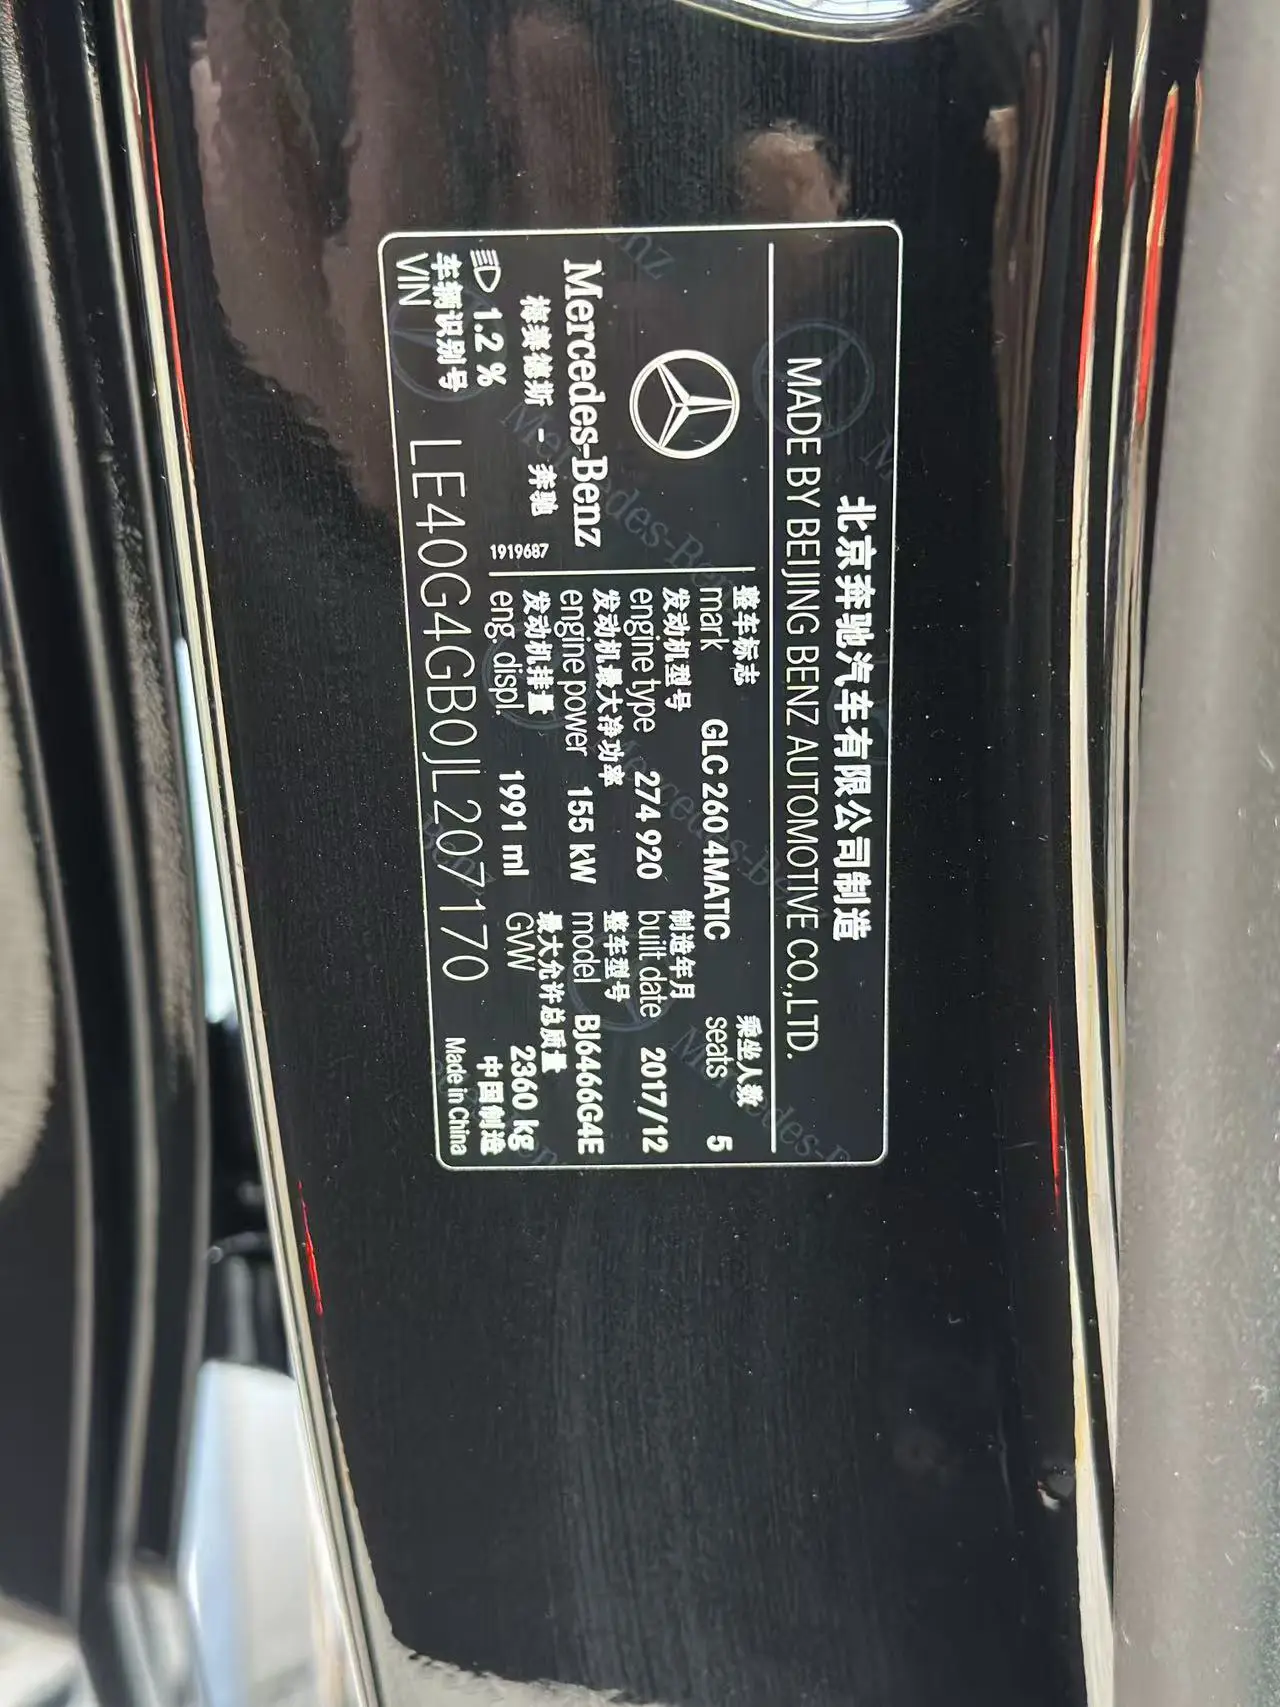 北京奔驰汽车有限公司制造
MADE BY BEIJING BENZ AUTOMOTIVE CO.,LTD.
Mercedes-Benz
梅赛德斯 - 奔驰
1.2 %
1919687
整车标志
mark GLC 260 4MATIC
乘坐人数
seats 5
发动机型号
engine type 274 920
制造年月
built date 2017/12
发动机最大净功率
engine power 155 kW
整车型号
model BJ6466G4E
发动机排量
eng. displ. 1991 ml
最大允许总质量
GVW 2360 kg
车辆识别号
VIN LE40G4GB0JL207170
中国制造
Made in China